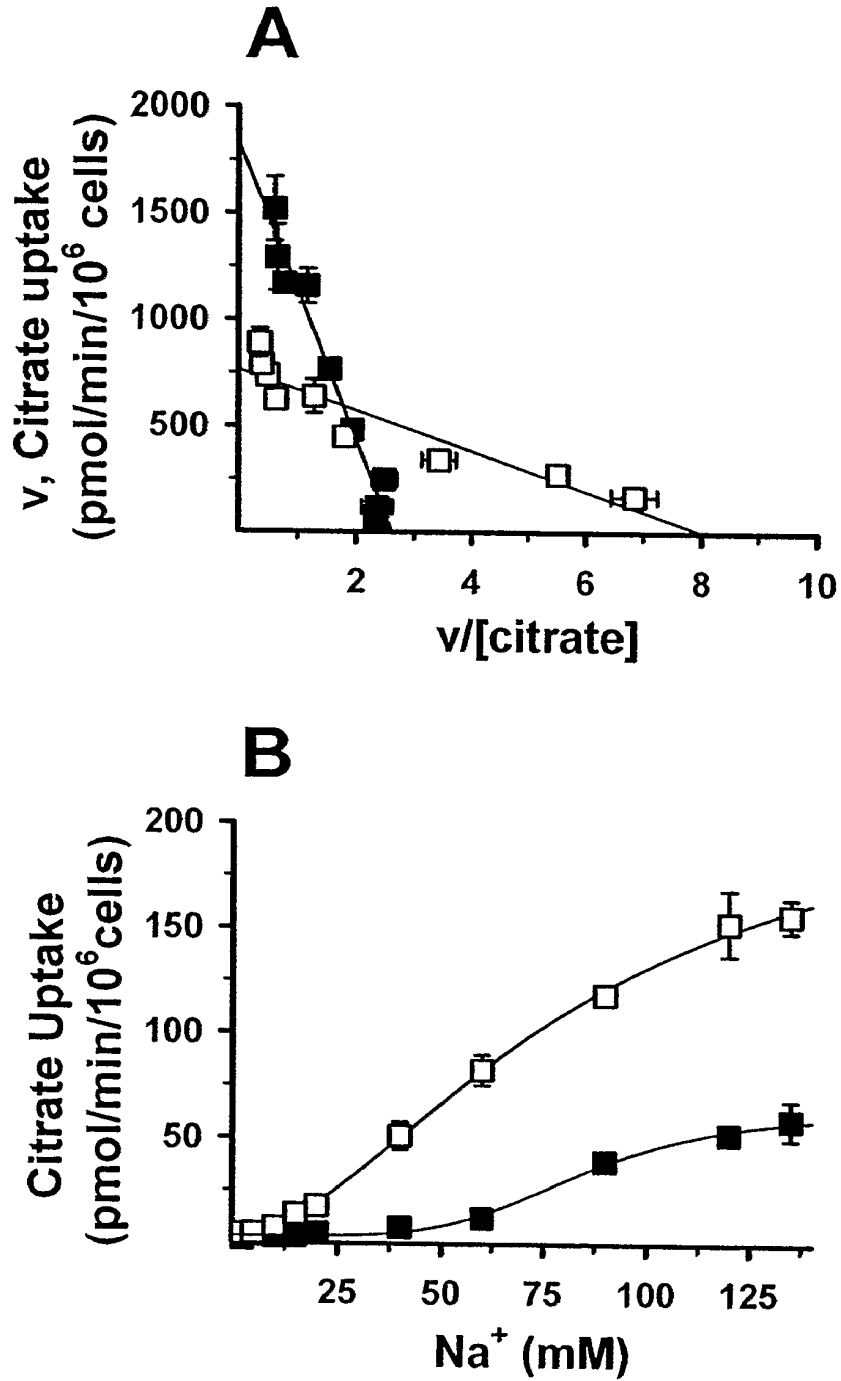 A
v, Citrate uptake
(pmol/min/10⁶ cells)
2000
1500
1000
500
2
4
6
8
10
v/[citrate]
B
Citrate Uptake
(pmol/min/10⁶cells)
200
150
100
50
25
50
75
100
125
Na⁺ (mM)